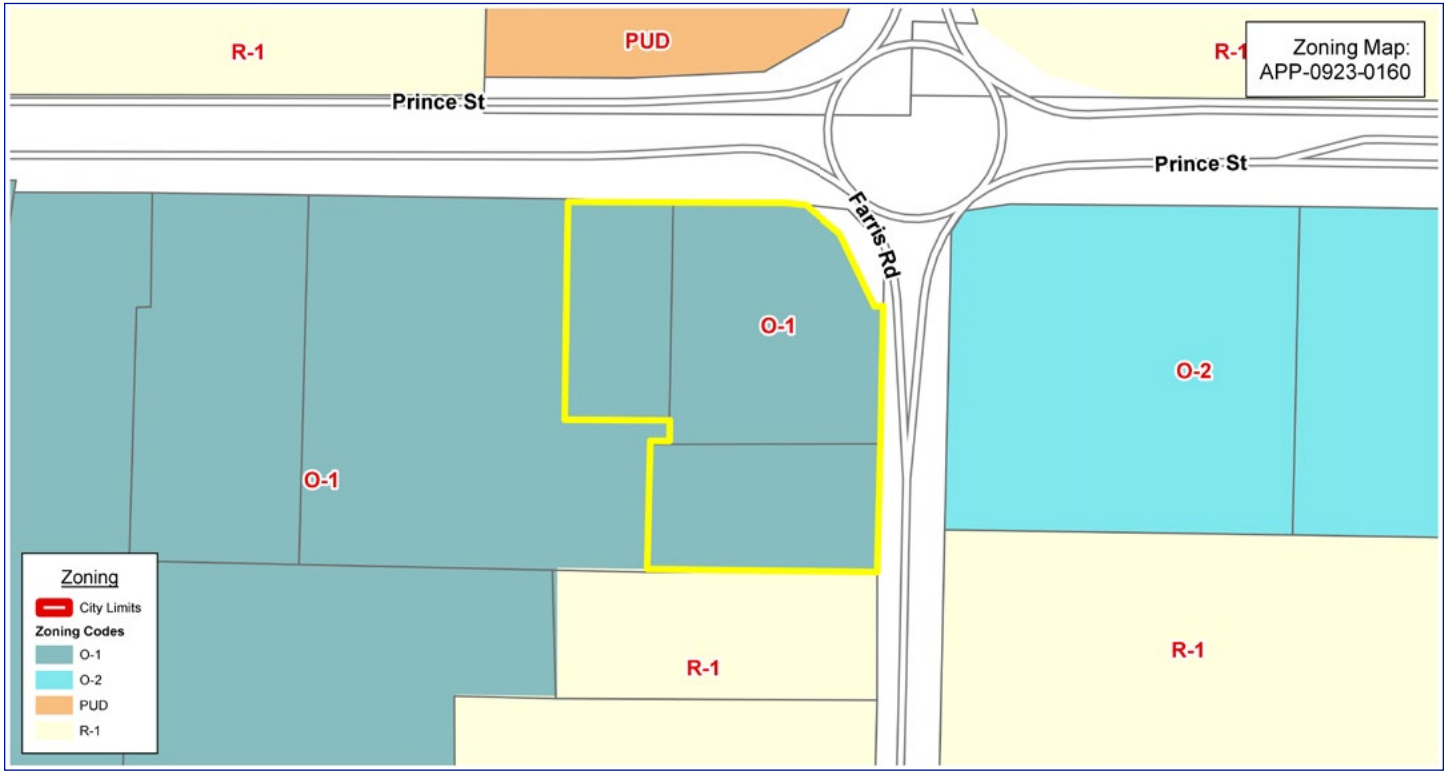 R-1
PUD
R-1
Zoning Map:
APP-0923-0160
Prince St
Prince St
Farris Rd
O-1
O-2
O-1
R-1
R-1
Zoning
City Limits
Zoning Codes
O-1
O-2
PUD
R-1